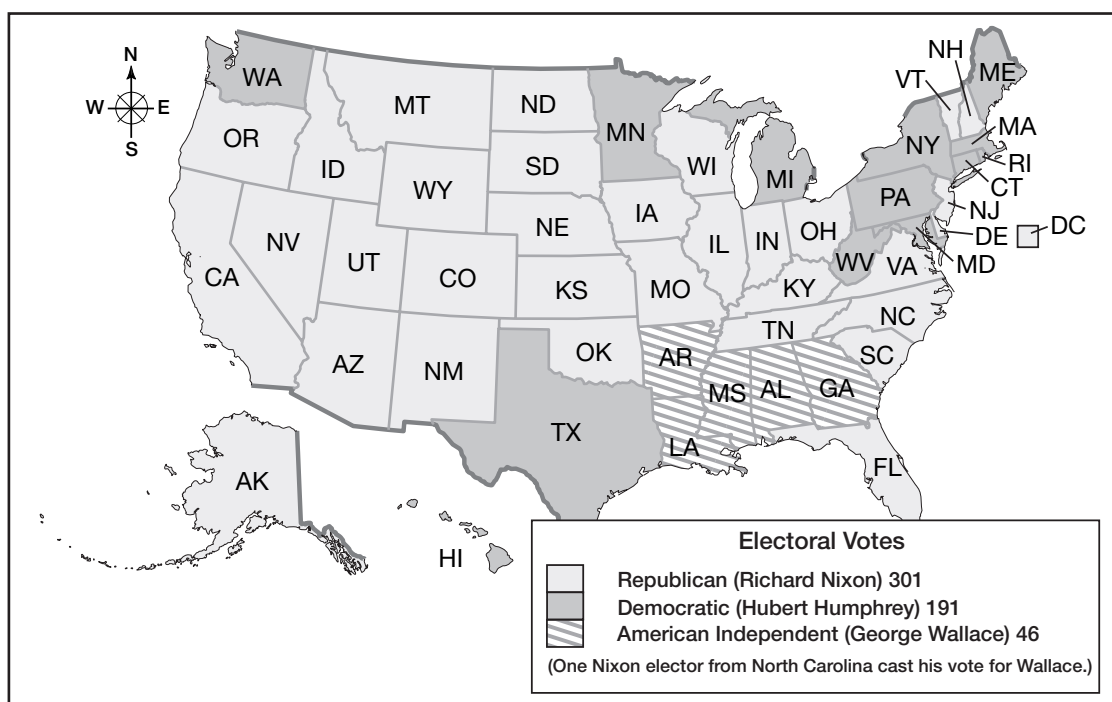 N
W E
S
WA
MT
ND
MN
NH
VT
ME
OR
ID
WY
SD
WI
MI
NY
MA
RI
CT
PA
NJ
DE
DC
MD
NV
UT
CO
NE
IA
IL
IN
OH
WV
VA
CA
KS
MO
KY
NC
TN
SC
AZ
NM
OK
AR
MS
AL
GA
TX
LA
FL
AK
HI
Electoral Votes
Republican (Richard Nixon) 301
Democratic (Hubert Humphrey) 191
American Independent (George Wallace) 46
(One Nixon elector from North Carolina cast his vote for Wallace.)